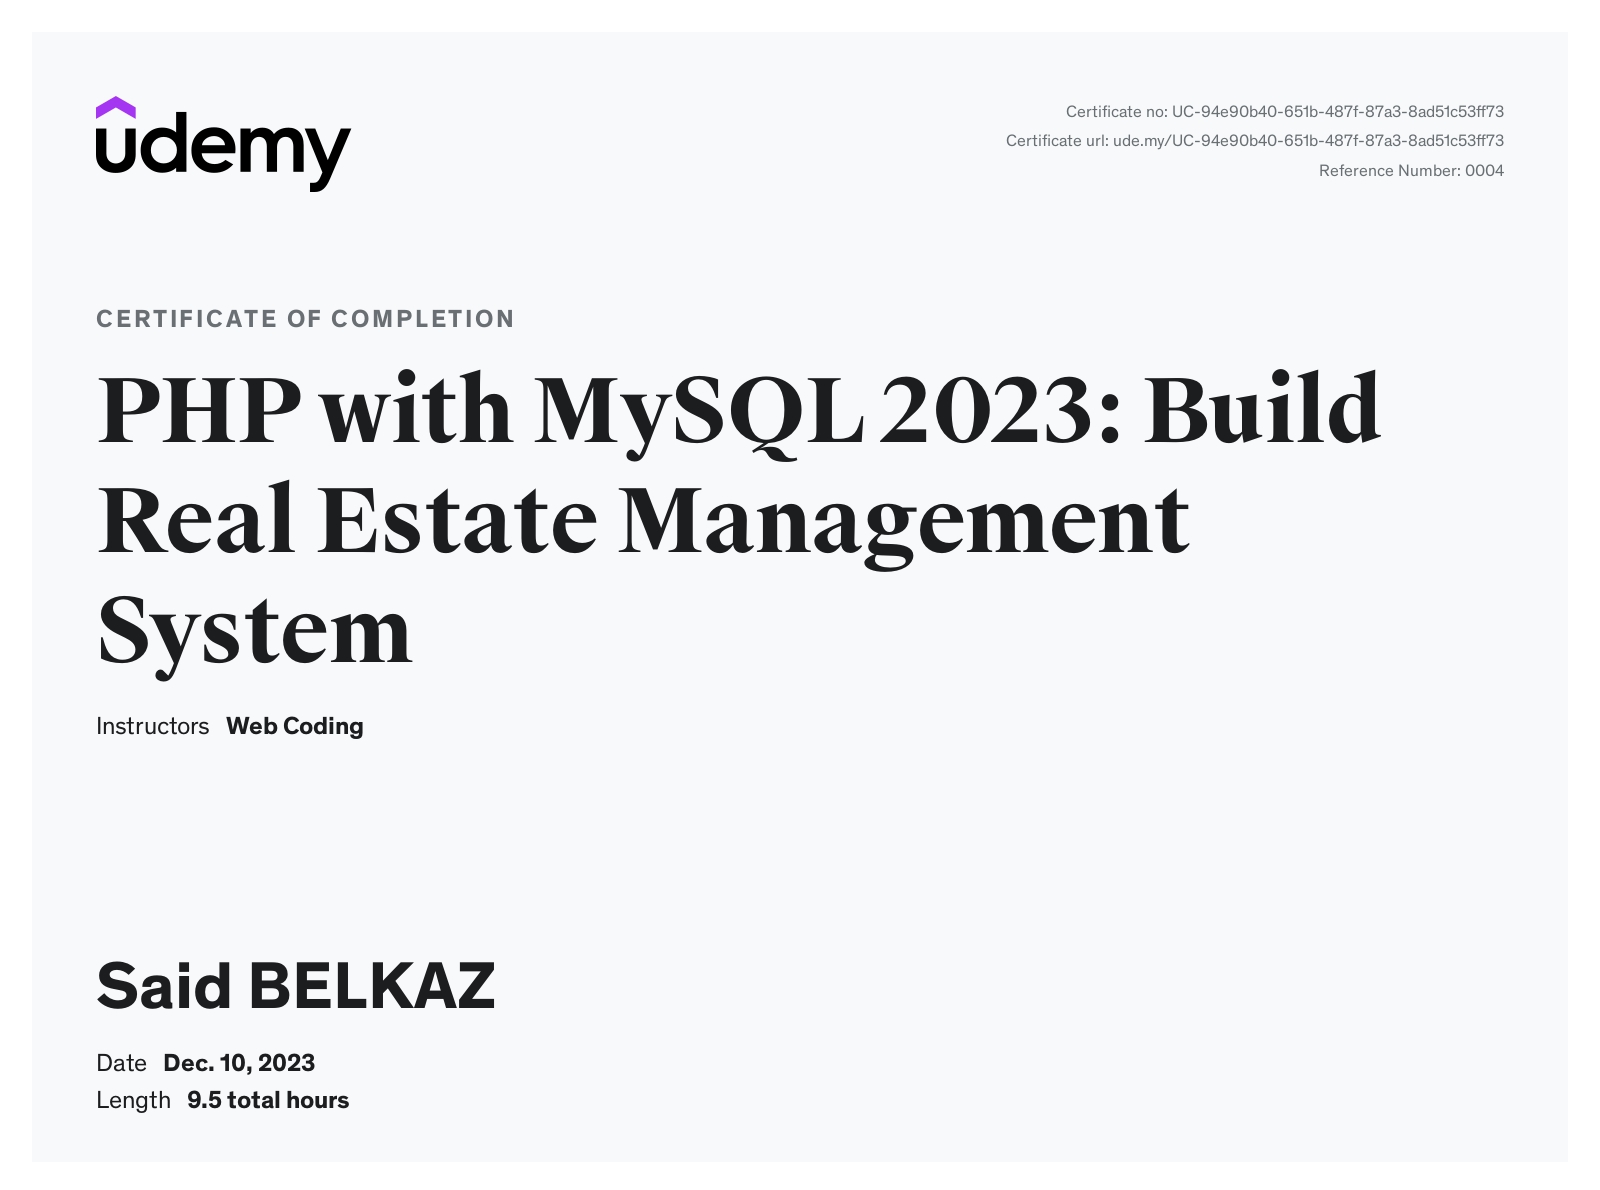 udemy
Certificate no: UC-94e90b40-651b-487f-87a3-8ad51c53ff73
Certificate url: ude.my/UC-94e90b40-651b-487f-87a3-8ad51c53ff73
Reference Number: 0004
CERTIFICATE OF COMPLETION
PHP with MySQL 2023: Build
Real Estate Management
System
Instructors Web Coding
Said BELKAZ
Date Dec. 10, 2023
Length 9.5 total hours